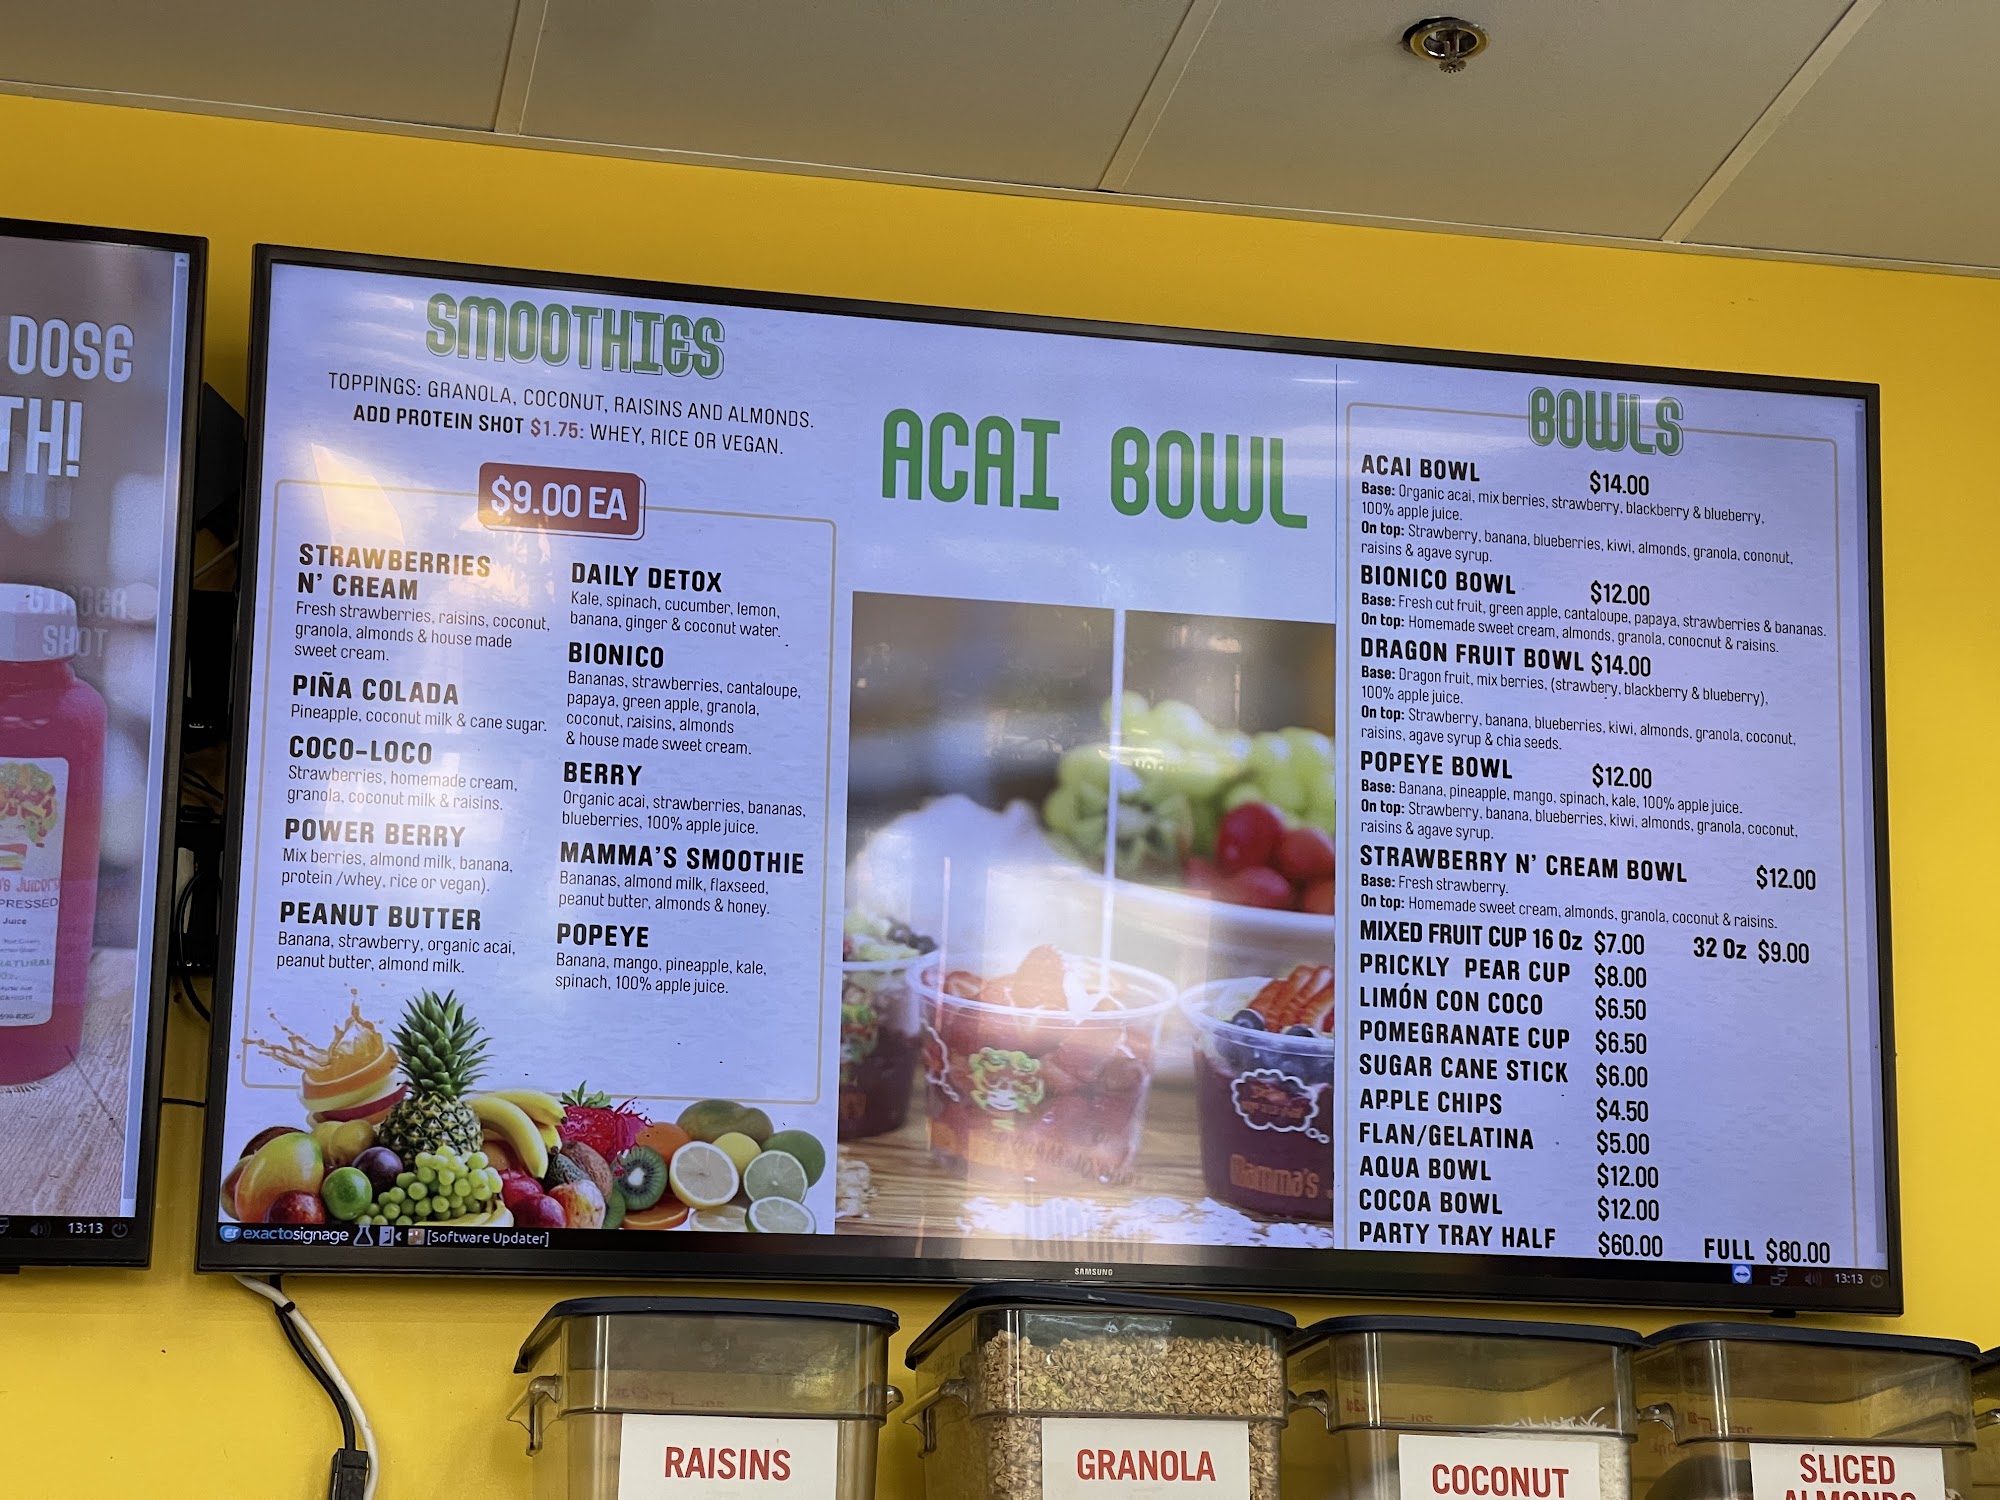 DOSE
TH!
GINGER
SHOT
PRESSED
Juice
SMOOTHIES
TOPPINGS: GRANOLA, COCONUT, RAISINS AND ALMONDS.
ADD PROTEIN SHOT $1.75: WHEY, RICE OR VEGAN.
$9.00 EA
STRAWBERRIES
N' CREAM
Fresh strawberries, raisins, coconut,
granola, almonds & house made
sweet cream.
PIÑA COLADA
Pineapple, coconut milk & cane sugar.
COCO-LOCO
Strawberries, homemade cream,
granola, coconut milk & raisins.
POWER BERRY
Mix berries, almond milk, banana,
protein /whey, rice or vegan).
PEANUT BUTTER
Banana, strawberry, organic acai,
peanut butter, almond milk.
DAILY DETOX
Kale, spinach, cucumber, lemon,
banana, ginger & coconut water.
BIONICO
Bananas, strawberries, cantaloupe,
papaya, green apple, granola,
coconut, raisins, almonds
& house made sweet cream.
BERRY
Organic acai, strawberries, bananas,
blueberries, 100% apple juice.
MAMMA'S SMOOTHIE
Bananas, almond milk, flaxseed,
peanut butter, almonds & honey.
POPEYE
Banana, mango, pineapple, kale,
spinach, 100% apple juice.
ACAI BOWL
Mamma's
BOWLS
ACAI BOWL $14.00
Base: Organic acai, mix berries, strawberry, blackberry & blueberry,
100% apple juice.
On top: Strawberry, banana, blueberries, kiwi, almonds, granola, cononut,
raisins & agave syrup.
BIONICO BOWL $12.00
Base: Fresh cut fruit, green apple, cantaloupe, papaya, strawberries & bananas.
On top: Homemade sweet cream, almonds, granola, conocnut & raisins.
DRAGON FRUIT BOWL $14.00
Base: Dragon fruit, mix berries, (strawbery, blackberry & blueberry),
100% apple juice.
On top: Strawberry, banana, blueberries, kiwi, almonds, granola, coconut,
raisins, agave syrup & chia seeds.
POPEYE BOWL $12.00
Base: Banana, pineapple, mango, spinach, kale, 100% apple juice.
On top: Strawberry, banana, blueberries, kiwi, almonds, granola, coconut,
raisins & agave syrup.
STRAWBERRY N' CREAM BOWL $12.00
Base: Fresh strawberry.
On top: Homemade sweet cream, almonds, granola, coconut & raisins.
MIXED FRUIT CUP 16 Oz $7.00 32 Oz $9.00
PRICKLY PEAR CUP $8.00
LIMÓN CON COCO $6.50
POMEGRANATE CUP $6.50
SUGAR CANE STICK $6.00
APPLE CHIPS $4.50
FLAN/GELATINA $5.00
AQUA BOWL $12.00
COCOA BOWL $12.00
PARTY TRAY HALF $60.00 FULL $80.00
13:13
exactosignage [Software Updater]
13:13
SAMSUNG
RAISINS
GRANOLA
COCONUT
SLICED
ALMONDS